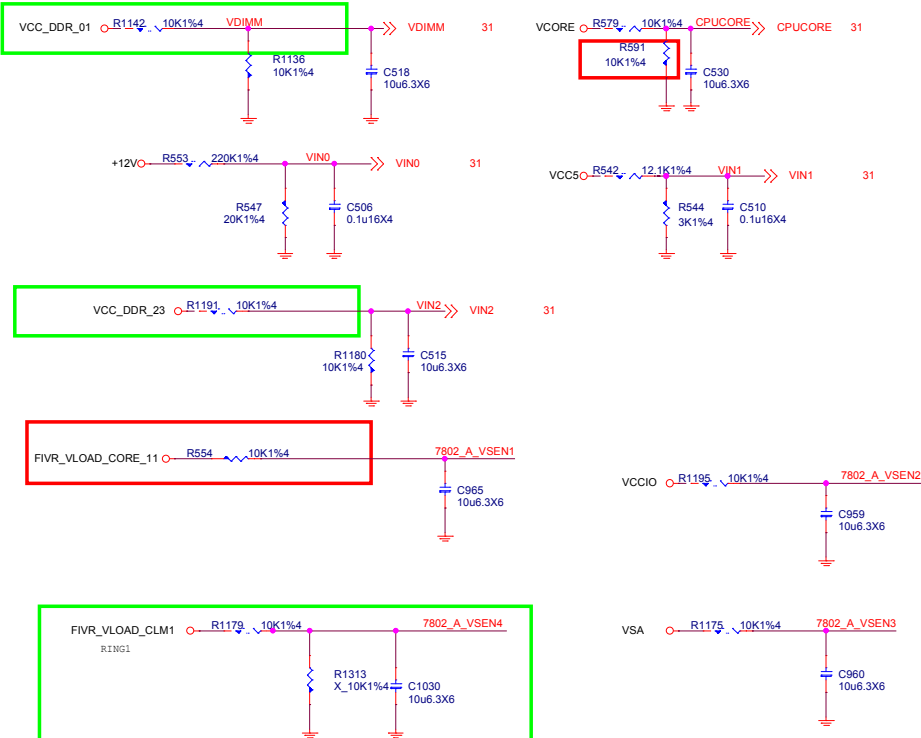 VCC_DDR_01 R1142 10K1%4 VDIMM VDIMM 31
R1136
10K1%4
C518
10u6.3X6
VCORE R579 10K1%4 CPUCORE CPUCORE 31
R591
10K1%4
C530
10u6.3X6
+12V R553 220K1%4 VIN0 VIN0 31
R547
20K1%4
C506
0.1u16X4
VCC5 R542 12.1K1%4 VIN1 VIN1 31
R544
3K1%4
C510
0.1u16X4
VCC_DDR_23 R1191 10K1%4 VIN2 VIN2 31
R1180
10K1%4
C515
10u6.3X6
FIVR_VLOAD_CORE_11 R554 10K1%4 7802_A_VSEN1
C965
10u6.3X6
VCCIO R1195 10K1%4 7802_A_VSEN2
C959
10u6.3X6
FIVR_VLOAD_CLM1 R1179 10K1%4 7802_A_VSEN4
RING1
R1313
X_10K1%4
C1030
10u6.3X6
VSA R1175 10K1%4 7802_A_VSEN3
C960
10u6.3X6